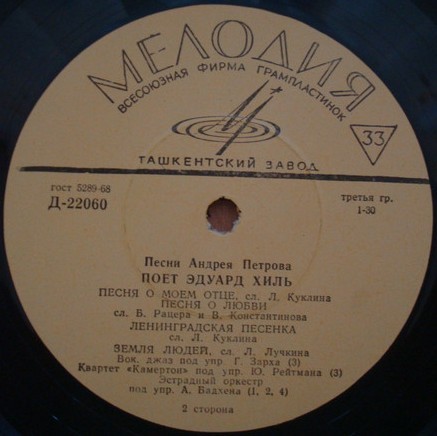 МЕЛОДИЯ
ВСЕСОЮЗНАЯ ФИРМА ГРАМПЛАСТИНОК
33
ТАШКЕНТСКИЙ ЗАВОД
гост 5289-68
Д-22060
третья гр.
1-30
Песни Андрея Петрова
ПОЕТ ЭДУАРД ХИЛЬ
ПЕСНЯ О МОЕМ ОТЦЕ, сл. Л. Куклина
ПЕСНЯ О ЛЮБВИ
сл. Б. Рацера и В. Константинова
ЛЕНИНГРАДСКАЯ ПЕСЕНКА
сл. Л. Куклина
ЗЕМЛЯ ЛЮДЕЙ, сл. Л. Лучкина
Вок. джаз под упр. Г. Зарха (3)
Квартет «Камертон» под упр. Ю. Рейтмана (3)
Эстрадный оркестр
под упр. А. Бадхена (1, 2, 4)
2 сторона